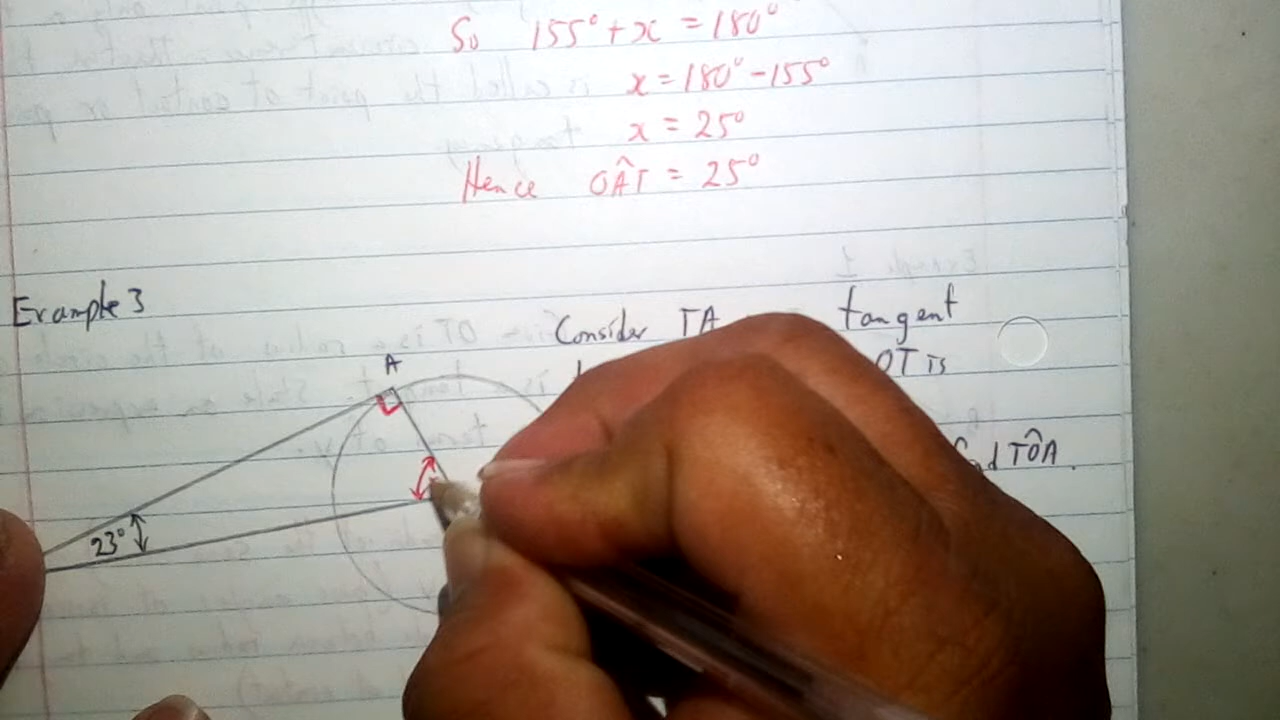 So 155° + x = 180°
x = 180° - 155°
x = 25°
Hence OÂT = 25°
Example 3
Consider TA tangent
OT is
TÔA.
A
23°